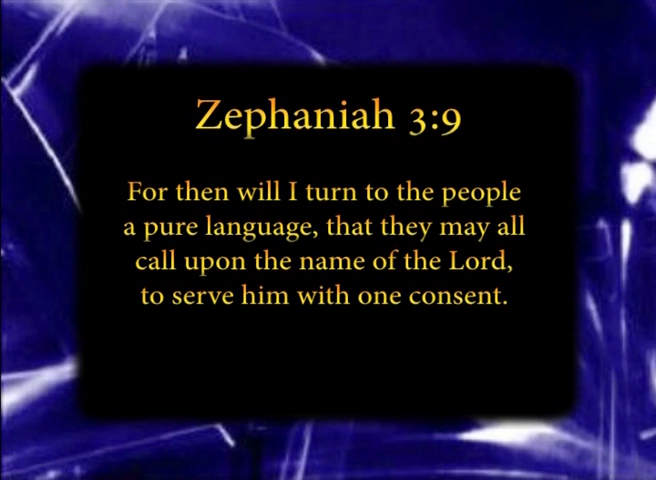 Zephaniah 3:9
For then will I turn to the people
a pure language, that they may all
call upon the name of the Lord,
to serve him with one consent.